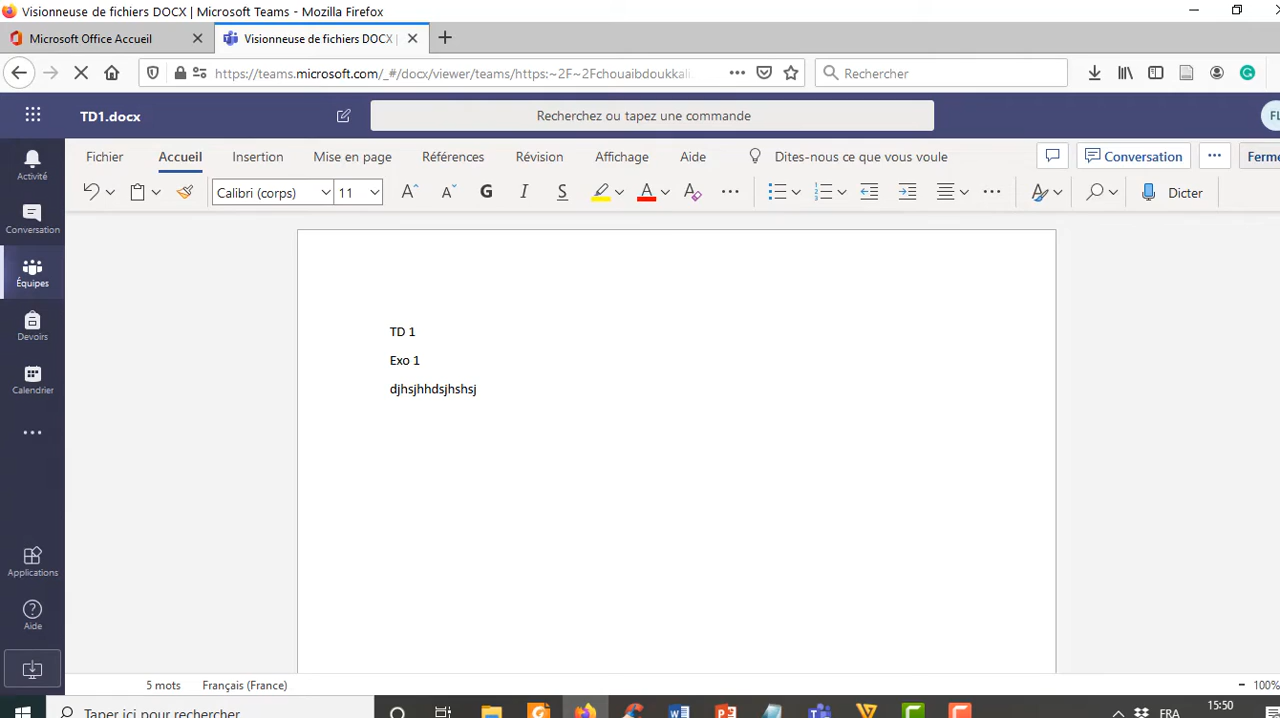 Visionneuse de fichiers DOCX | Microsoft Teams - Mozilla Firefox
Microsoft Office Accueil
Visionneuse de fichiers DOCX |
https://teams.microsoft.com/_#/docx/viewer/teams/https:~2F~2Fchouaibdoukkali.
Rechercher
TD1.docx
Recherchez ou tapez une commande
FL
Fichier Accueil Insertion Mise en page Références Révision Affichage Aide Dites-nous ce que vous voule Conversation Ferme
Calibri (corps) 11 G I S A Dicter
Activité
Conversation
Équipes
Devoirs
Calendrier
Applications
Aide
TD 1
Exo 1
djhsjhhdsjhshsj
5 mots Français (France) 100%
Taper ici pour rechercher
FRA 15:50